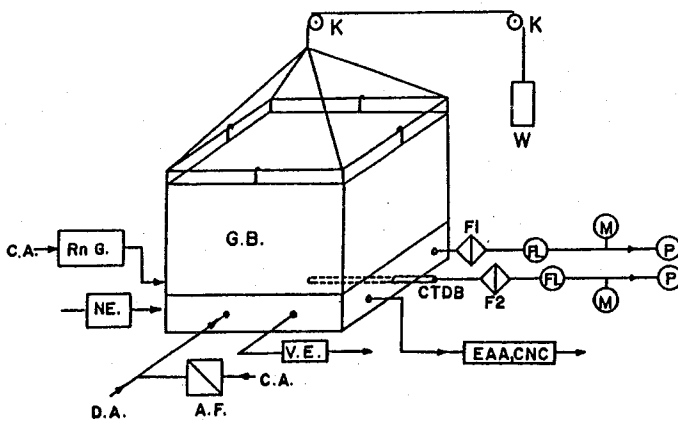 K
K
W
G.B.
C.A.
Rn G.
NE.
F1
FL
M
P
CTDB
F2
FL
M
P
V.E.
EAA,CNC
D.A.
A.F.
C.A.